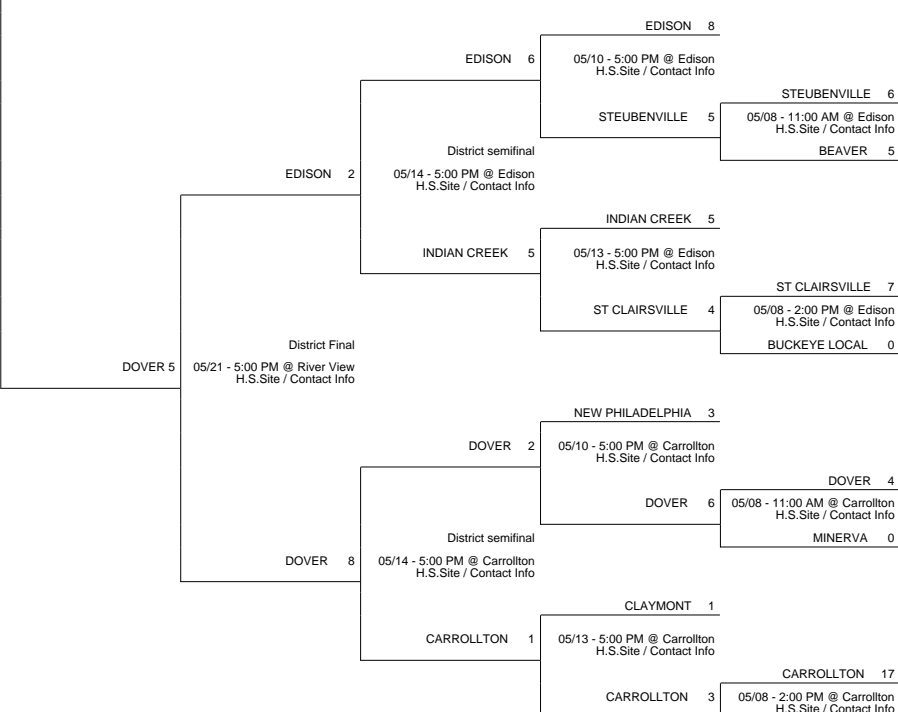 EDISON 8
EDISON 6
05/10 - 5:00 PM @ Edison
H.S.Site / Contact Info
STEUBENVILLE 6
STEUBENVILLE 5
05/08 - 11:00 AM @ Edison
H.S.Site / Contact Info
District semifinal
BEAVER 5
EDISON 2
05/14 - 5:00 PM @ Edison
H.S.Site / Contact Info
INDIAN CREEK 5
INDIAN CREEK 5
05/13 - 5:00 PM @ Edison
H.S.Site / Contact Info
ST CLAIRSVILLE 7
ST CLAIRSVILLE 4
05/08 - 2:00 PM @ Edison
H.S.Site / Contact Info
District Final
BUCKEYE LOCAL 0
DOVER 5
05/21 - 5:00 PM @ River View
H.S.Site / Contact Info
NEW PHILADELPHIA 3
DOVER 2
05/10 - 5:00 PM @ Carrollton
H.S.Site / Contact Info
DOVER 4
DOVER 6
05/08 - 11:00 AM @ Carrollton
H.S.Site / Contact Info
District semifinal
MINERVA 0
DOVER 8
05/14 - 5:00 PM @ Carrollton
H.S.Site / Contact Info
CLAYMONT 1
CARROLLTON 1
05/13 - 5:00 PM @ Carrollton
H.S.Site / Contact Info
CARROLLTON 17
CARROLLTON 3
05/08 - 2:00 PM @ Carrollton
H.S.Site / Contact Info